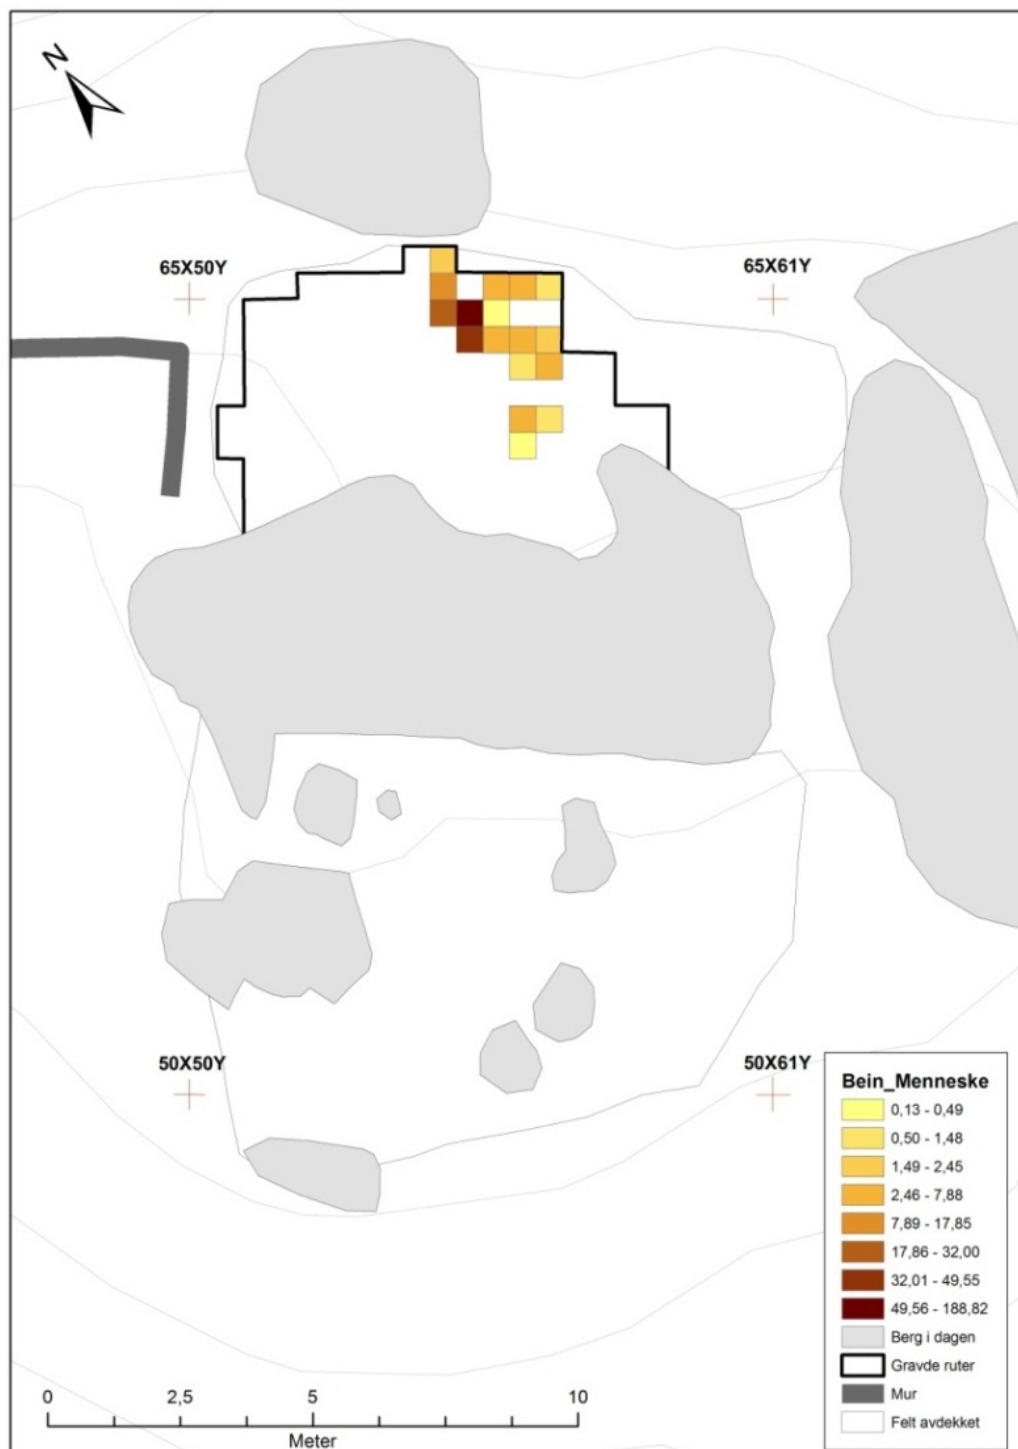 N
65X50Y
65X61Y
50X50Y
50X61Y
Bein_Menneske
0,13 - 0,49
0,50 - 1,48
1,49 - 2,45
2,46 - 7,88
7,89 - 17,85
17,86 - 32,00
32,01 - 49,55
49,56 - 188,82
Berg i dagen
Gravde ruter
Mur
Felt avdekket
0 2,5 5 10
Meter